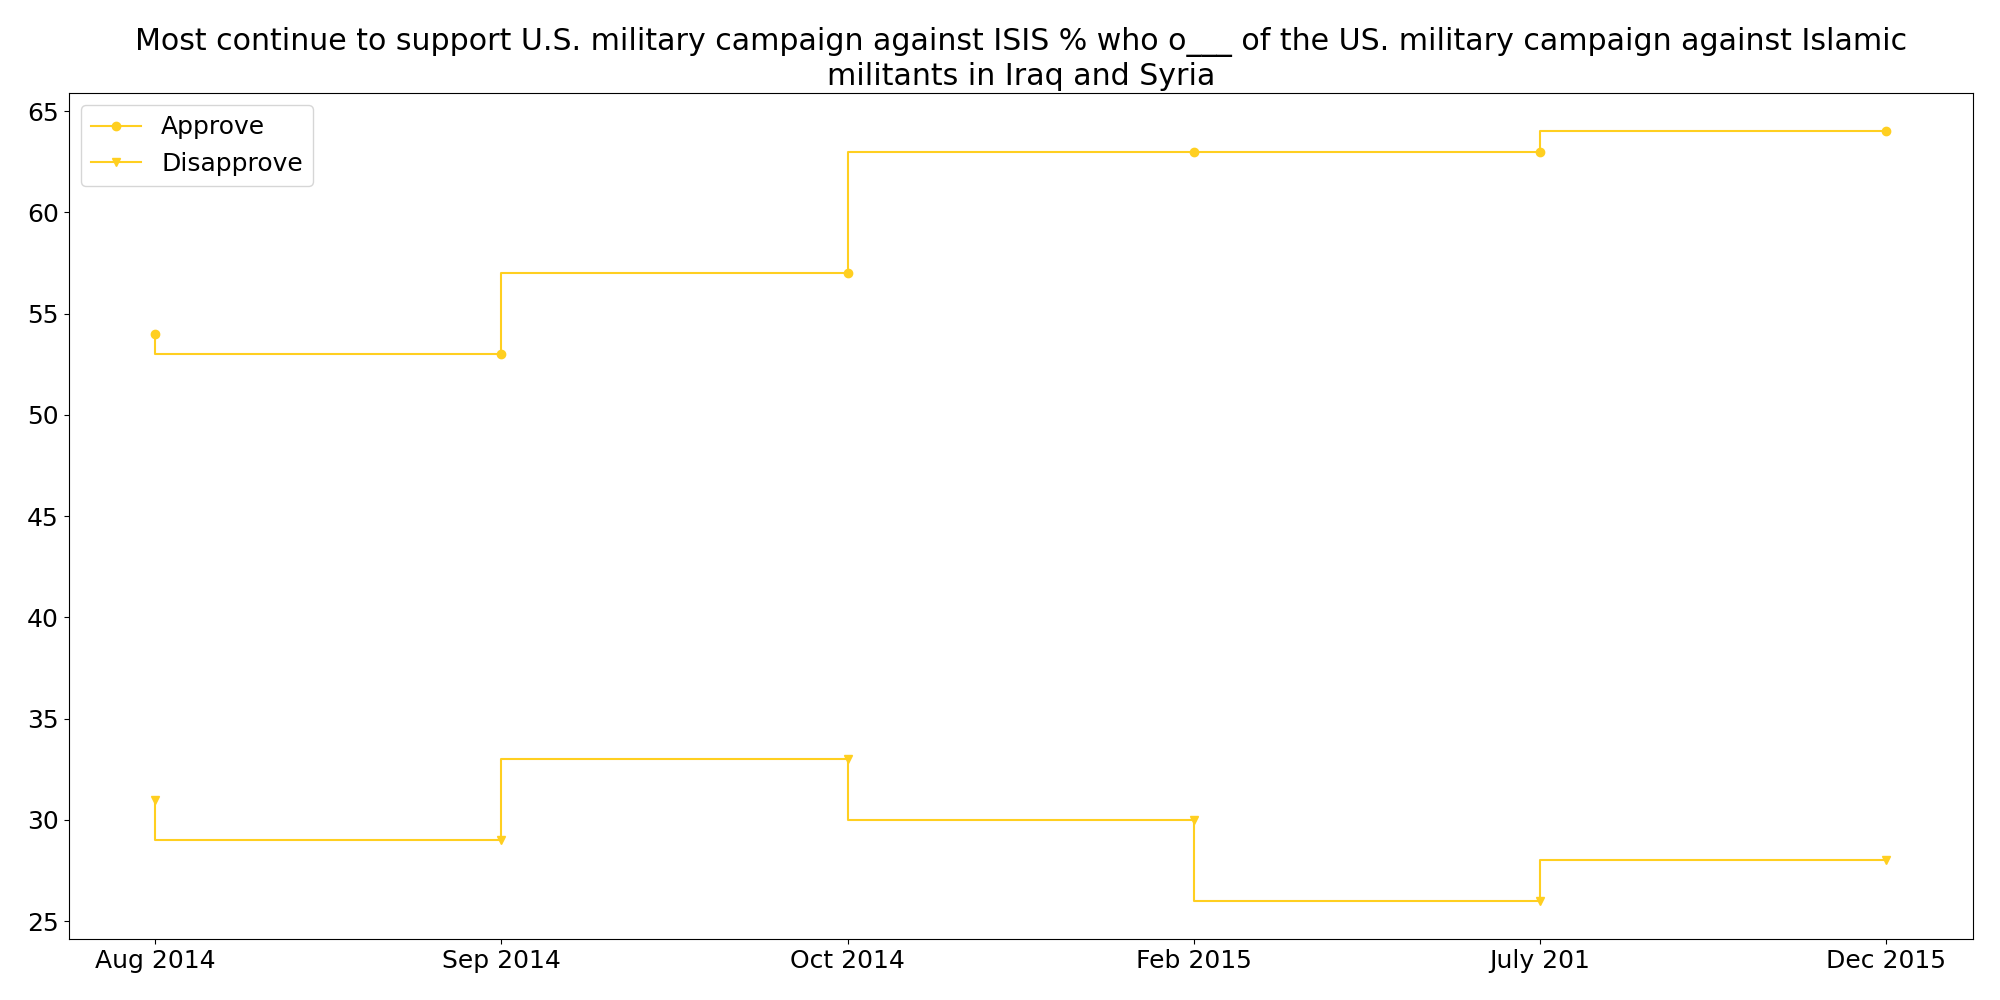 Most continue to support U.S. military campaign against ISIS % who o___ of the US. military campaign against Islamic
militants in Iraq and Syria
Approve
Disapprove
65
60
55
50
45
40
35
30
25
Aug 2014
Sep 2014
Oct 2014
Feb 2015
July 201
Dec 2015